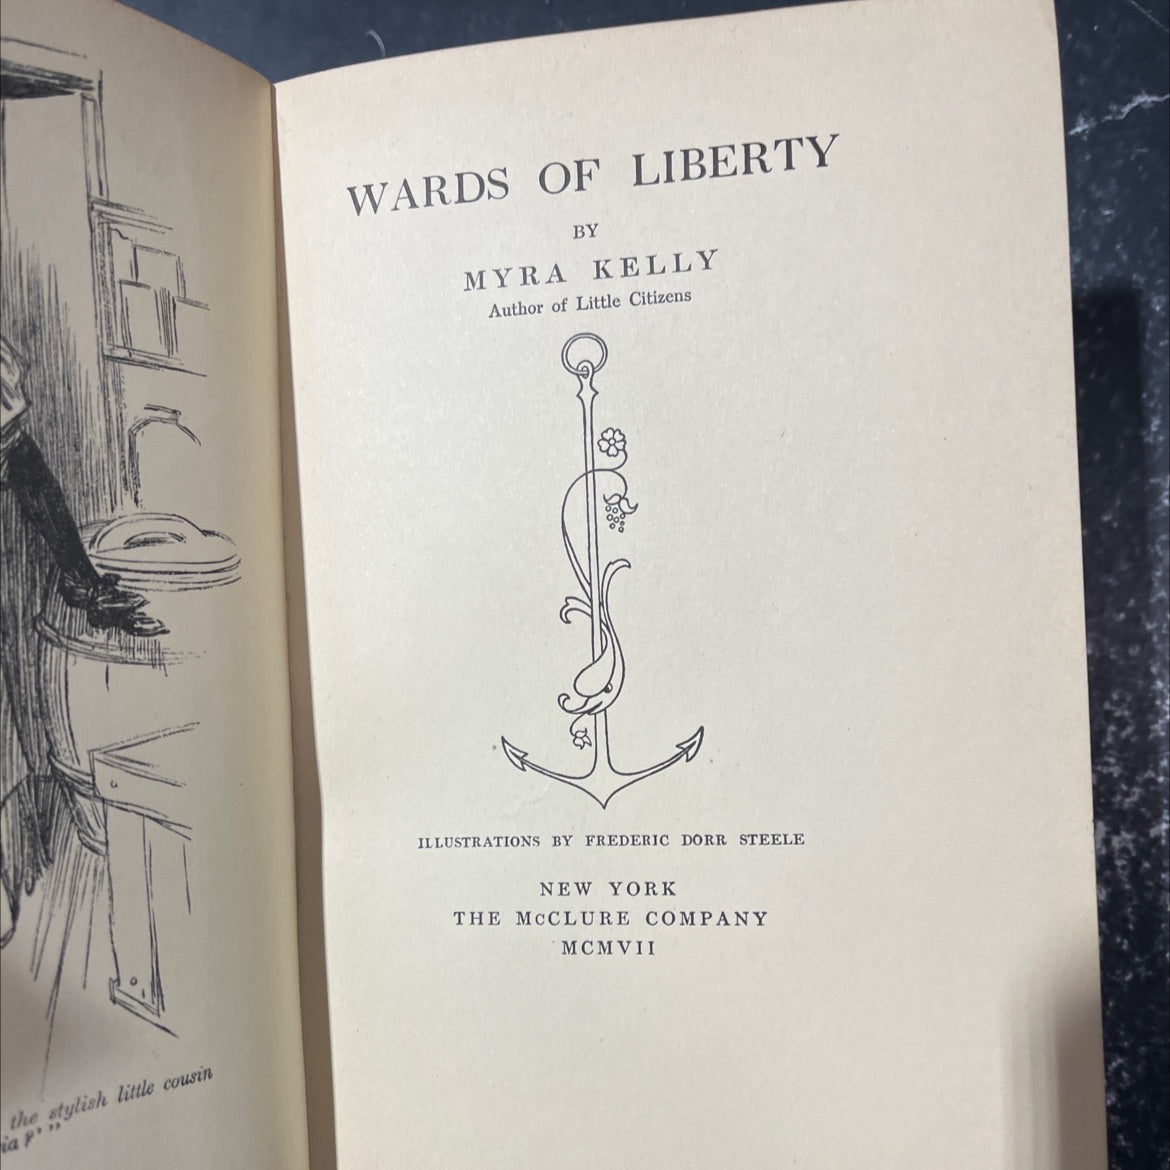 the stylish little cousin
WARDS OF LIBERTY
BY
MYRA KELLY
Author of Little Citizens
ILLUSTRATIONS BY FREDERIC DORR STEELE
NEW YORK
THE McCLURE COMPANY
MCMVII